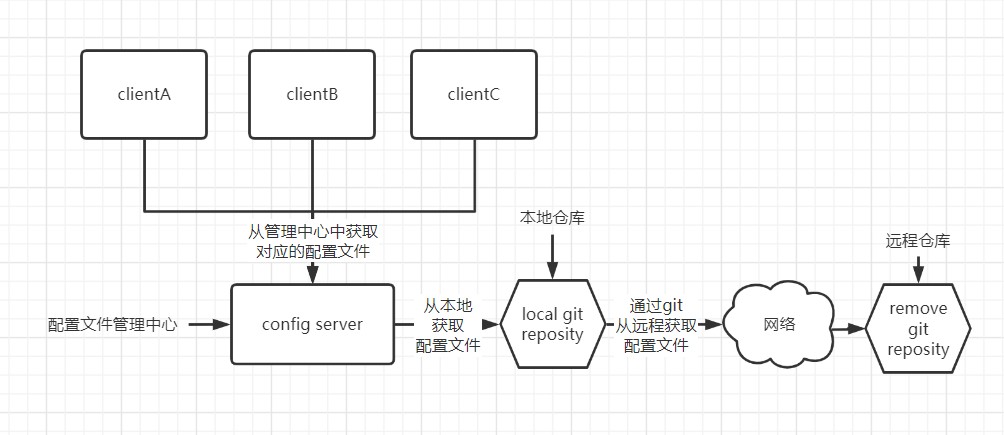 clientA
clientB
clientC
从管理中心中获取
对应的配置文件
本地仓库
远程仓库
配置文件管理中心
config server
从本地
获取
配置文件
local git
reposity
通过git
从远程获取
配置文件
网络
remove
git
reposity